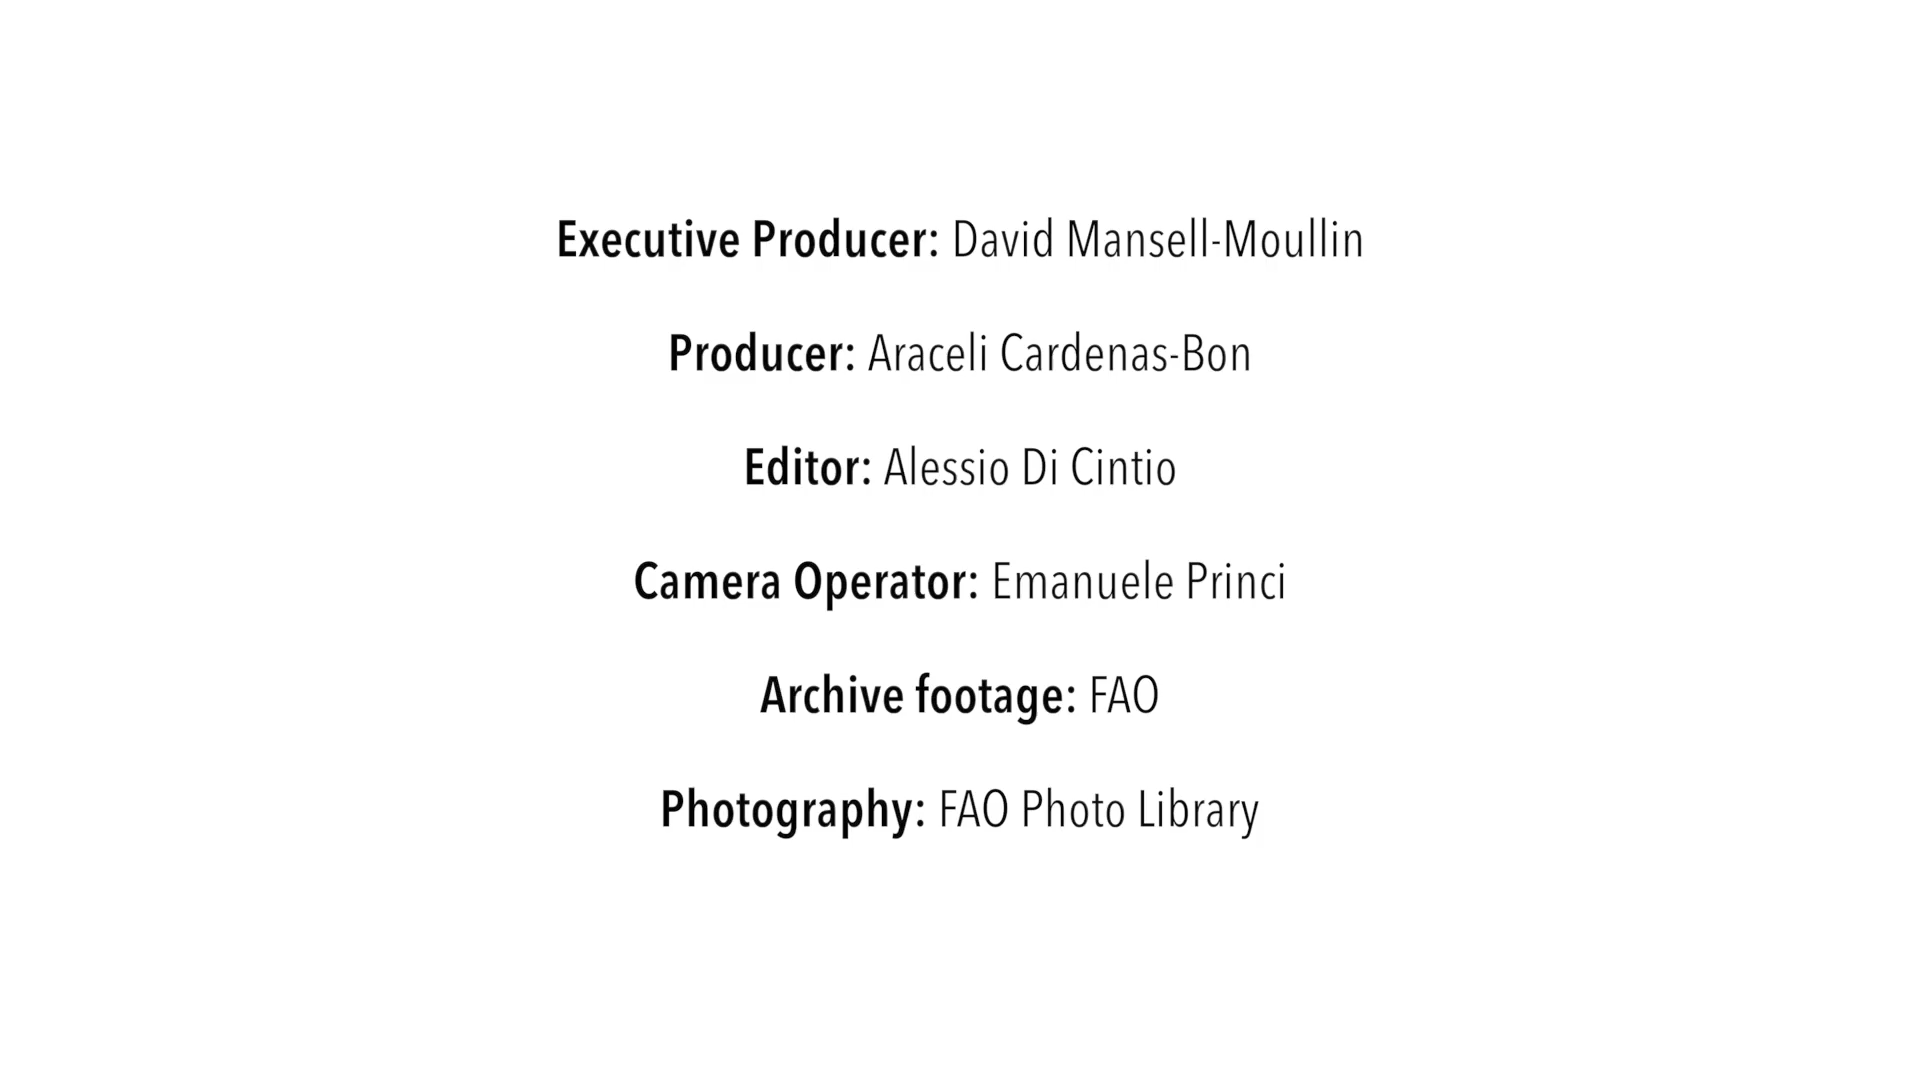 Executive Producer: David Mansell-Moullin
Producer: Araceli Cardenas-Bon
Editor: Alessio Di Cintio
Camera Operator: Emanuele Princi
Archive footage: FAO
Photography: FAO Photo Library